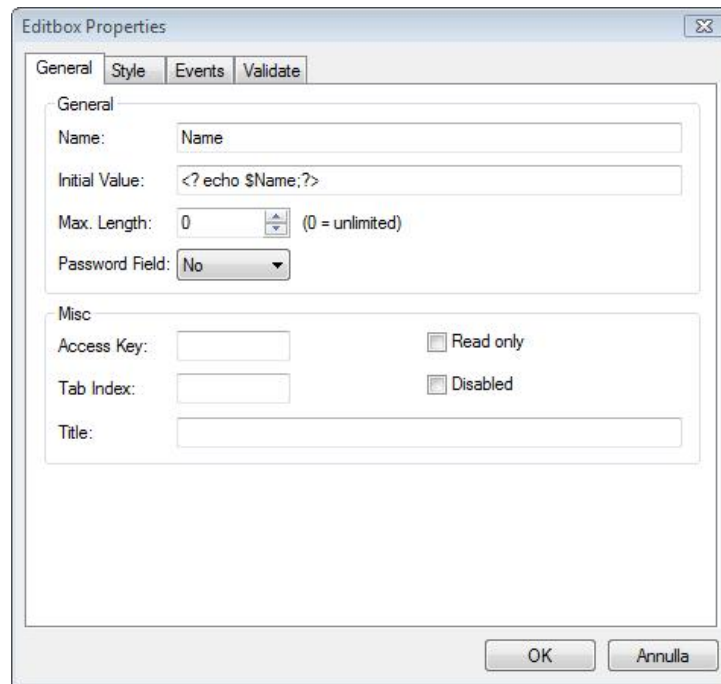 Editbox Properties
General Style Events Validate
General
Name: Name
Initial Value: <? echo $Name;?>
Max. Length: 0 (0 = unlimited)
Password Field: No
Misc
Access Key: Read only
Tab Index: Disabled
Title:
OK Annulla